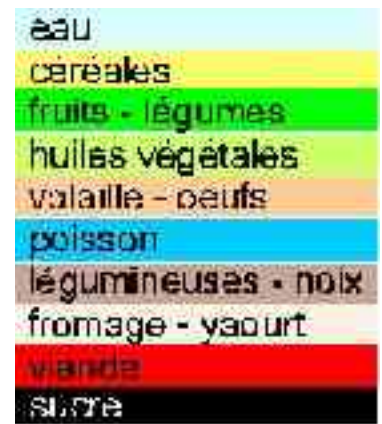 eau
céréales
fruits - légumes
huiles végétales
volaille - oeufs
poisson
légumineuses - noix
fromage - yaourt
viande
sucre